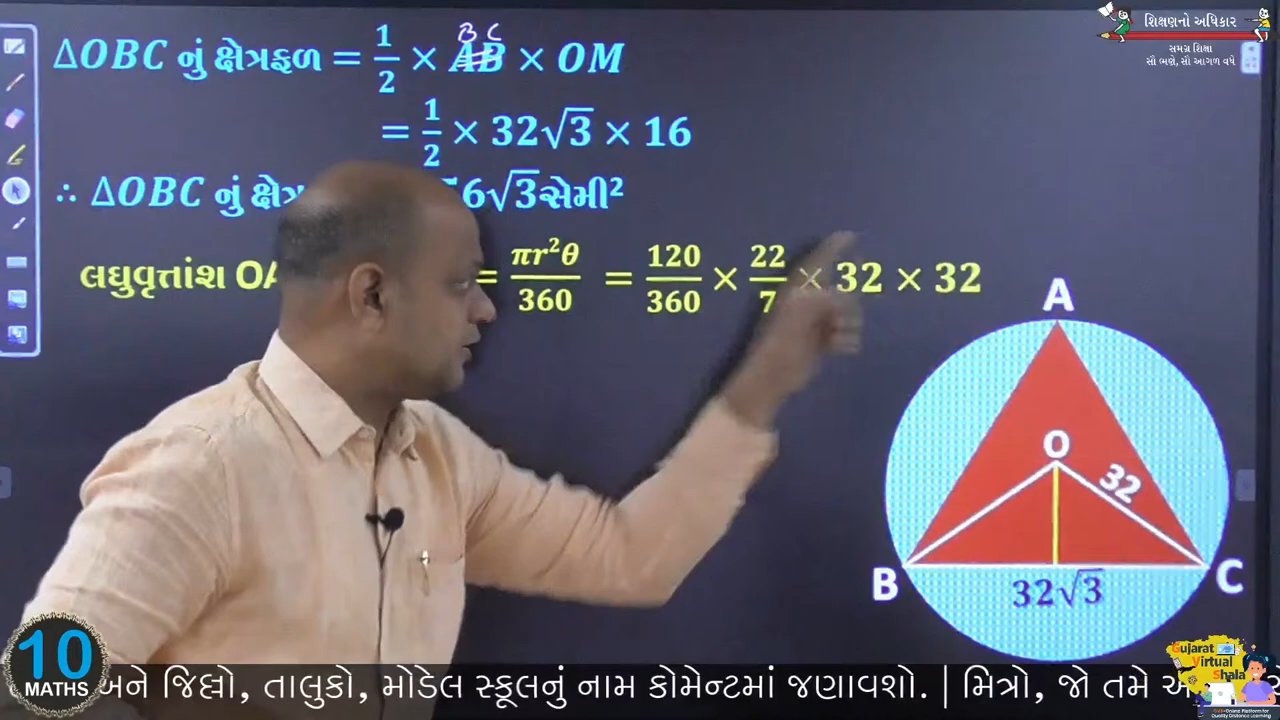 શિક્ષણનો અધિકાર
સમગ્ર શિક્ષા
સૌ ભણે, સૌ આગળ વધે
B C
ΔOBC નું ક્ષેત્રફળ = 1/2 × AB × OM
= 1/2 × 32√3 × 16
∴ ΔOBC નું 6√3સેમી²
લઘુવૃત્તાંશ = πr²θ/360 = 120/360 × 22/7 × 32 × 32
A
O
32
B
32√3
C
10
MATHS
અને જિલ્લો, તાલુકો, મોડેલ સ્કૂલનું નામ કોમેન્ટમાં જણાવશો. | મિત્રો, જો તમે
Gujarat
Virtual
Shala